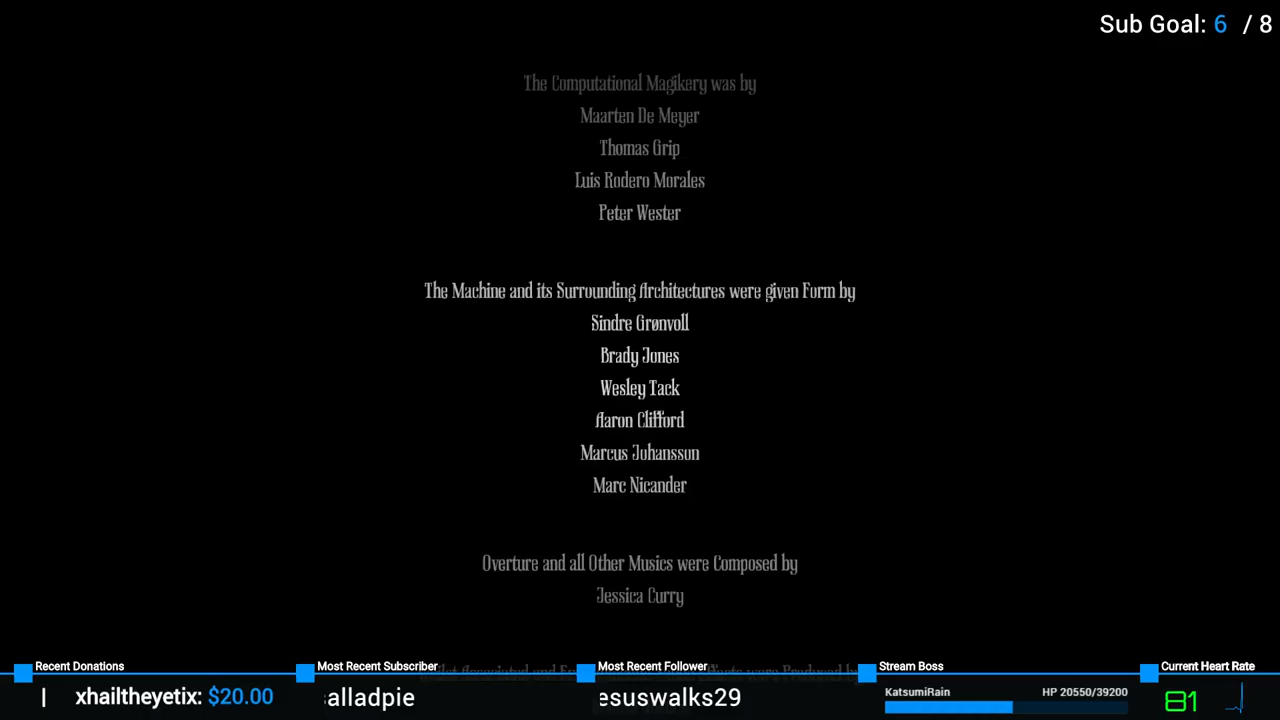 Sub Goal: 6 / 8
The Computational Magikery was by
Maarten De Meyer
Thomas Grip
Luis Rodero Morales
Peter Wester
The Machine and its Surrounding Architectures were given Form by
Sindre Grønvoll
Brady Jones
Wesley Tack
Aaron Clifford
Marcus Johansson
Marc Nicander
Overture and all Other Musics were Composed by
Jessica Curry
were Produced by
Recent Donations
Most Recent Subscriber
Most Recent Follower
Stream Boss
Current Heart Rate
xhailtheyetix: $20.00
alladpie
esuswalks29
KatsumiRain
HP 20550/39200
81